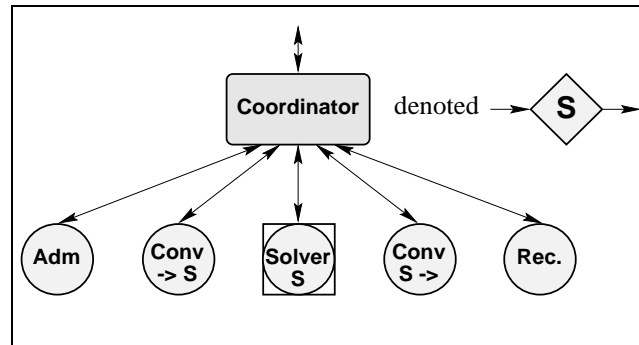 Coordinator
denoted
S
Adm
Conv
-> S
Solver
S
Conv
S ->
Rec.